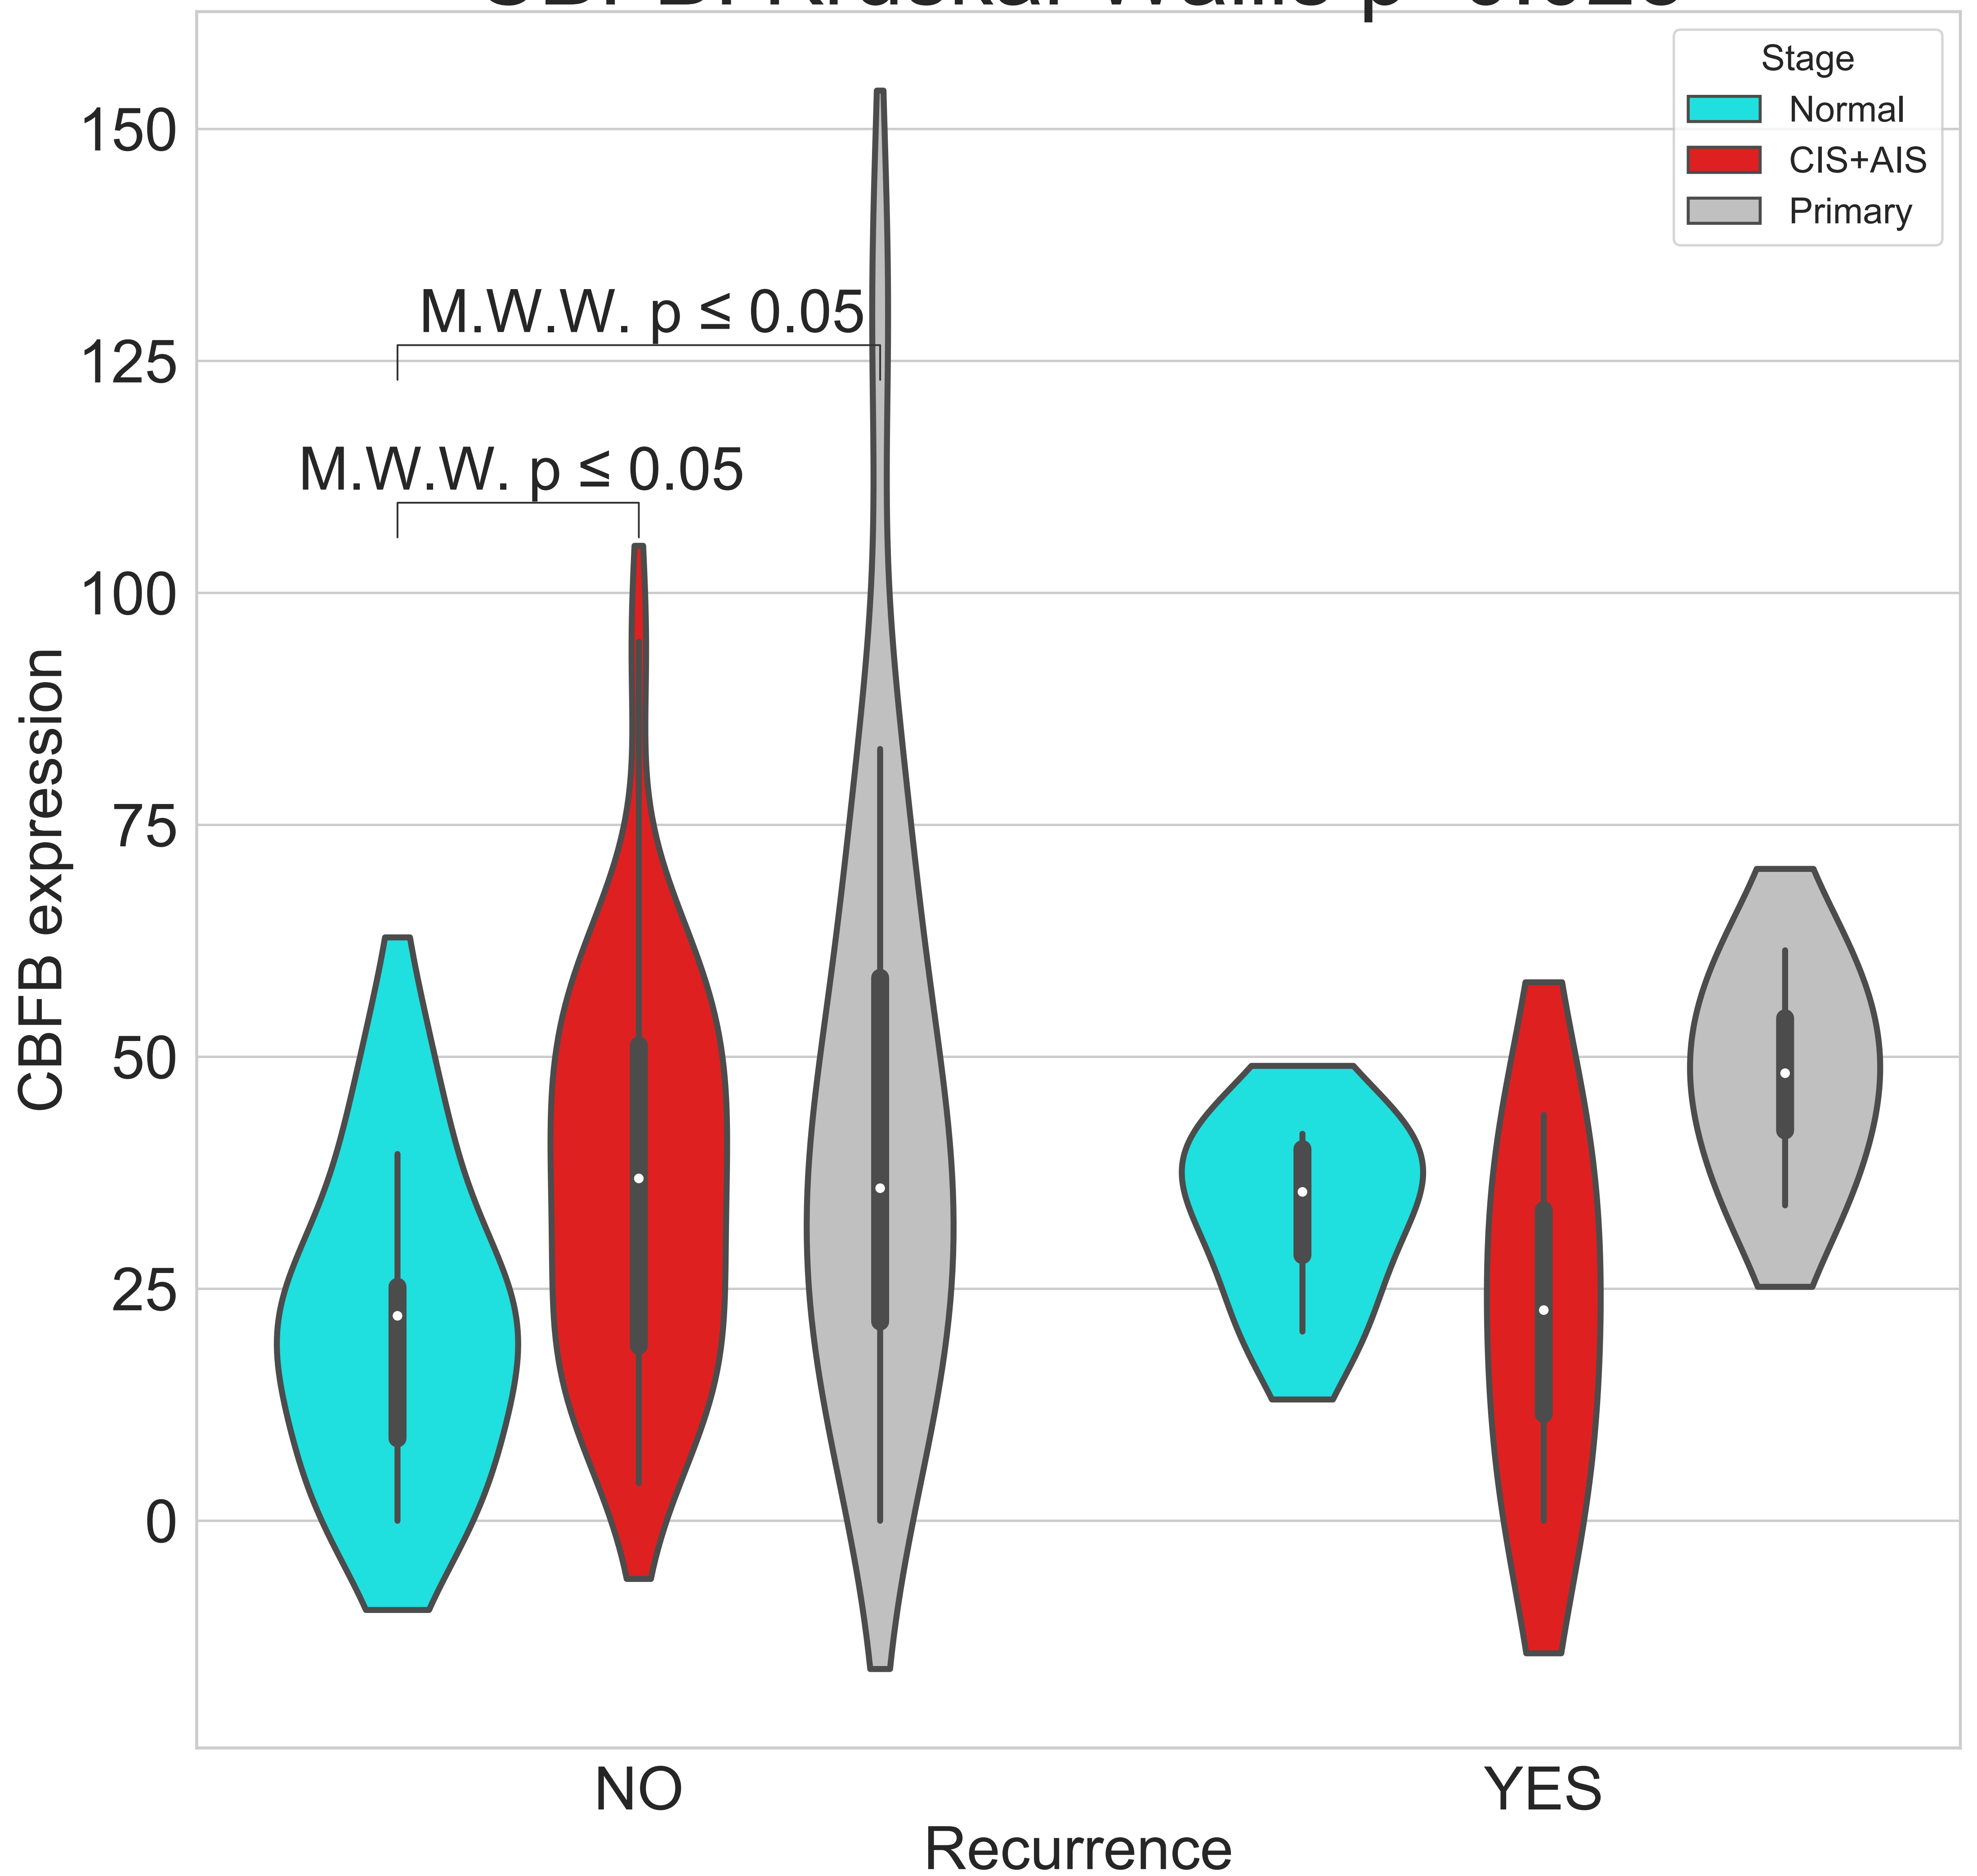 Stage
Normal
CIS+AIS
Primary
150
125
100
75
50
25
0
M.W.W. p ≤ 0.05
M.W.W. p ≤ 0.05
CBFB expression
NO
YES
Recurrence